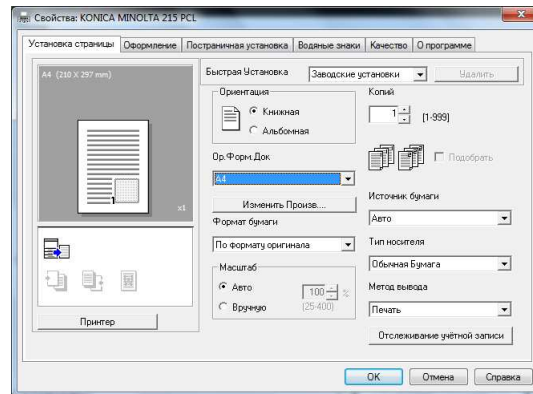 Свойства: KONICA MINOLTA 215 PCL
Установка страницы Оформление Постраничная установка Водяные знаки Качество О программе
A4 (210 X 297 mm)
x1
1
Принтер
Быстрая Установка Заводские установки Удалить
Ориентация
Книжная
Альбомная
Ор.Форм.Док
A4
Изменить Произв....
Формат бумаги
По формату оригинала
Масштаб
Авто
Вручную
100 %
(25-400)
Копий
1 [1-999]
Подобрать
Источник бумаги
Авто
Тип носителя
Обычная Бумага
Метод вывода
Печать
Отслеживание учётной записи
OK Отмена Справка